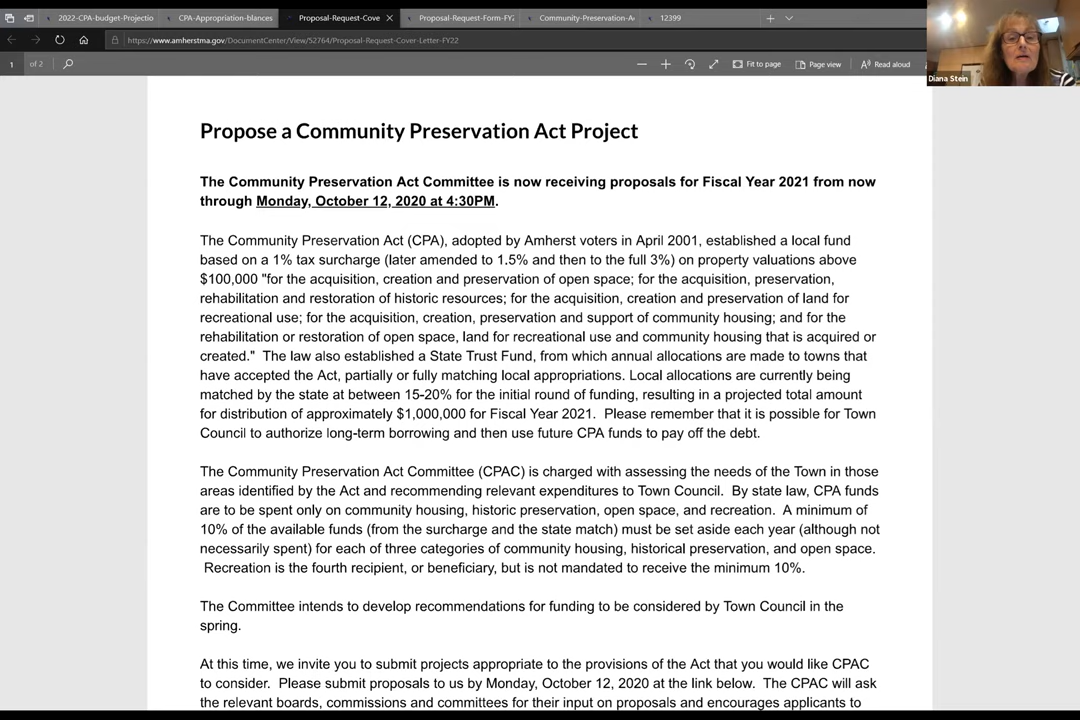 2022-CPA-budget-Projectio
CPA-Appropriation-blances
Proposal-Request-Cove
Proposal-Request-Form-FY2
Community-Preservation-A
12399
https://www.amherstma.gov/DocumentCenter/View/52764/Proposal-Request-Cover-Letter-FY22
1 of 2
Fit to page
Page view
Read aloud
Diana Stein
Propose a Community Preservation Act Project
The Community Preservation Act Committee is now receiving proposals for Fiscal Year 2021 from now
through Monday, October 12, 2020 at 4:30PM.
The Community Preservation Act (CPA), adopted by Amherst voters in April 2001, established a local fund
based on a 1% tax surcharge (later amended to 1.5% and then to the full 3%) on property valuations above
$100,000 "for the acquisition, creation and preservation of open space; for the acquisition, preservation,
rehabilitation and restoration of historic resources; for the acquisition, creation and preservation of land for
recreational use; for the acquisition, creation, preservation and support of community housing; and for the
rehabilitation or restoration of open space, land for recreational use and community housing that is acquired or
created." The law also established a State Trust Fund, from which annual allocations are made to towns that
have accepted the Act, partially or fully matching local appropriations. Local allocations are currently being
matched by the state at between 15-20% for the initial round of funding, resulting in a projected total amount
for distribution of approximately $1,000,000 for Fiscal Year 2021. Please remember that it is possible for Town
Council to authorize long-term borrowing and then use future CPA funds to pay off the debt.
The Community Preservation Act Committee (CPAC) is charged with assessing the needs of the Town in those
areas identified by the Act and recommending relevant expenditures to Town Council. By state law, CPA funds
are to be spent only on community housing, historic preservation, open space, and recreation. A minimum of
10% of the available funds (from the surcharge and the state match) must be set aside each year (although not
necessarily spent) for each of three categories of community housing, historical preservation, and open space.
Recreation is the fourth recipient, or beneficiary, but is not mandated to receive the minimum 10%.
The Committee intends to develop recommendations for funding to be considered by Town Council in the
spring.
At this time, we invite you to submit projects appropriate to the provisions of the Act that you would like CPAC
to consider. Please submit proposals to us by Monday, October 12, 2020 at the link below. The CPAC will ask
the relevant boards, commissions and committees for their input on proposals and encourages applicants to